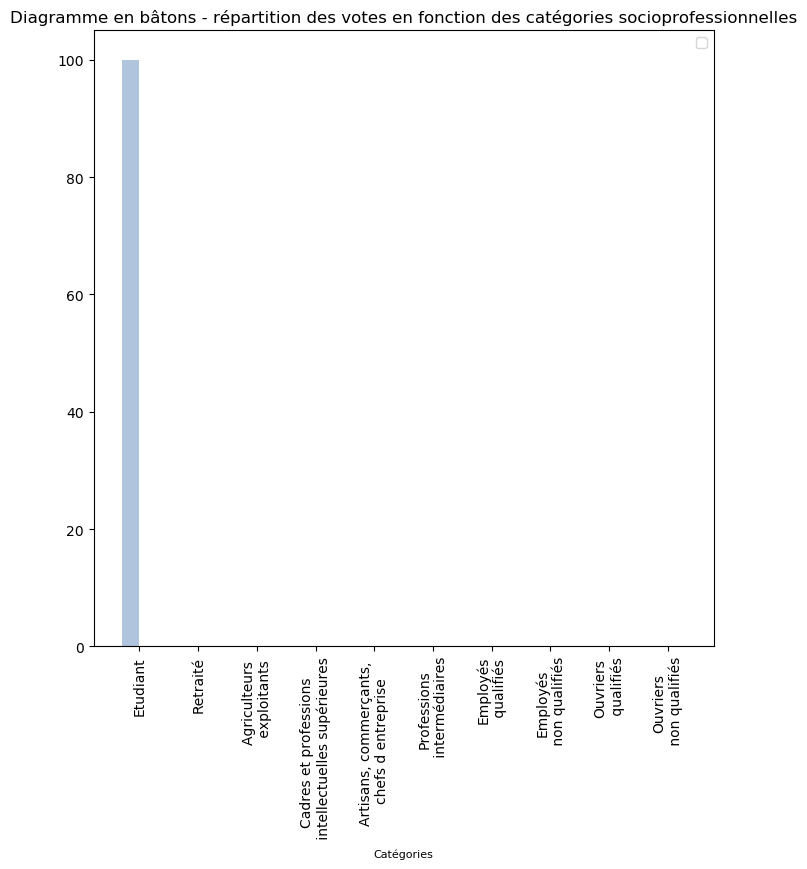 Diagramme en bâtons - répartition des votes en fonction des catégories socioprofessionnelles
100
80
60
40
20
0
Etudiant
Retraité
Agriculteurs
exploitants
Cadres et professions
intellectuelles supérieures
Artisans, commerçants,
chefs d entreprise
Professions
intermédiaires
Employés
qualifiés
Employés
non qualifiés
Ouvriers
qualifiés
Ouvriers
non qualifiés
Catégories